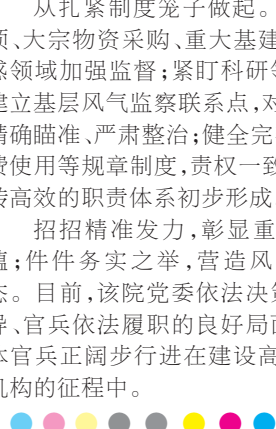 从扎紧制度笼子做起。对
项、大宗物资采购、重大基建
感领域加强监督;紧盯科研领
建立基层风气监察联系点,对
精确瞄准、严肃整治;健全完
费使用等规章制度,责权一致
转高效的职责体系初步形成
招招精准发力,彰显重
;件件务实之举,营造风
态。目前,该院党委依法决策
导、官兵依法履职的良好局面
体官兵正阔步行进在建设高
机构的征程中。